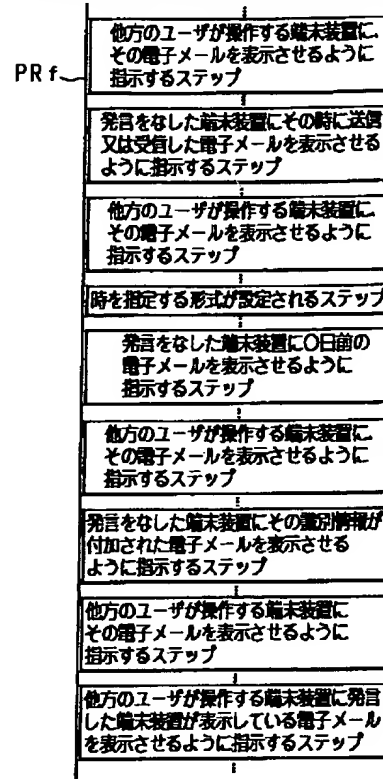 他方のユーザが操作する端末装置に、
その電子メールを表示させるように
指示するステップ
PRf
発言をなした端末装置にその時に送信
又は受信した電子メールを表示させる
ように指示するステップ
他方のユーザが操作する端末装置に、
その電子メールを表示させるように
指示するステップ
時を指定する形式が設定されるステップ
発言をなした端末装置に〇日前の
電子メールを表示させるように
指示するステップ
他方のユーザが操作する端末装置に、
その電子メールを表示させるように
指示するステップ
発言をなした端末装置にその識別情報が
付加された電子メールを表示させる
ように指示するステップ
他方のユーザが操作する端末装置に
その電子メールを表示させるように
指示するステップ
他方のユーザが操作する端末装置に発言
した端末装置が表示している電子メール
を表示させるように指示するステップ